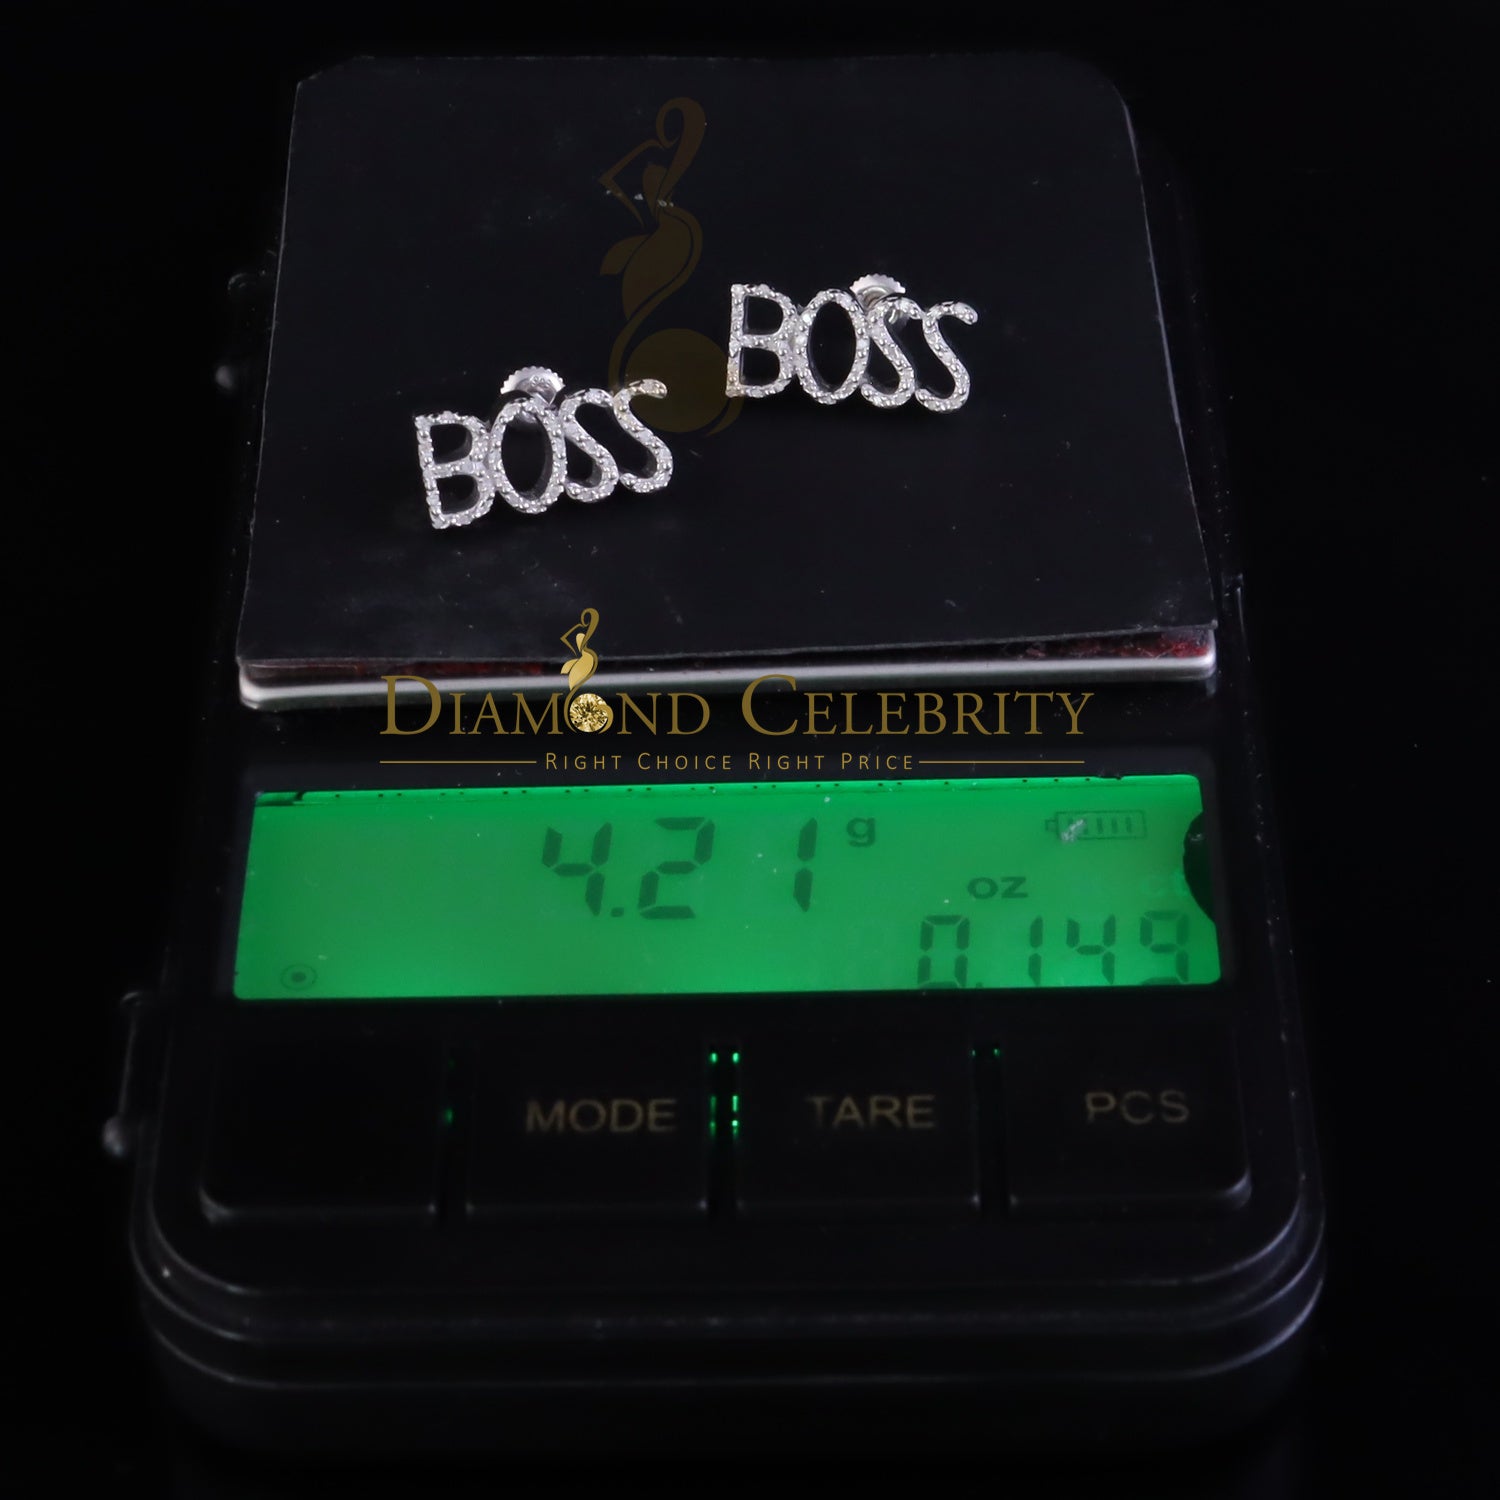 BOSS
BOSS
DIAMOND CELEBRITY
RIGHT CHOICE RIGHT PRICE
4.21 g
oz
0.149
MODE TARE PCS